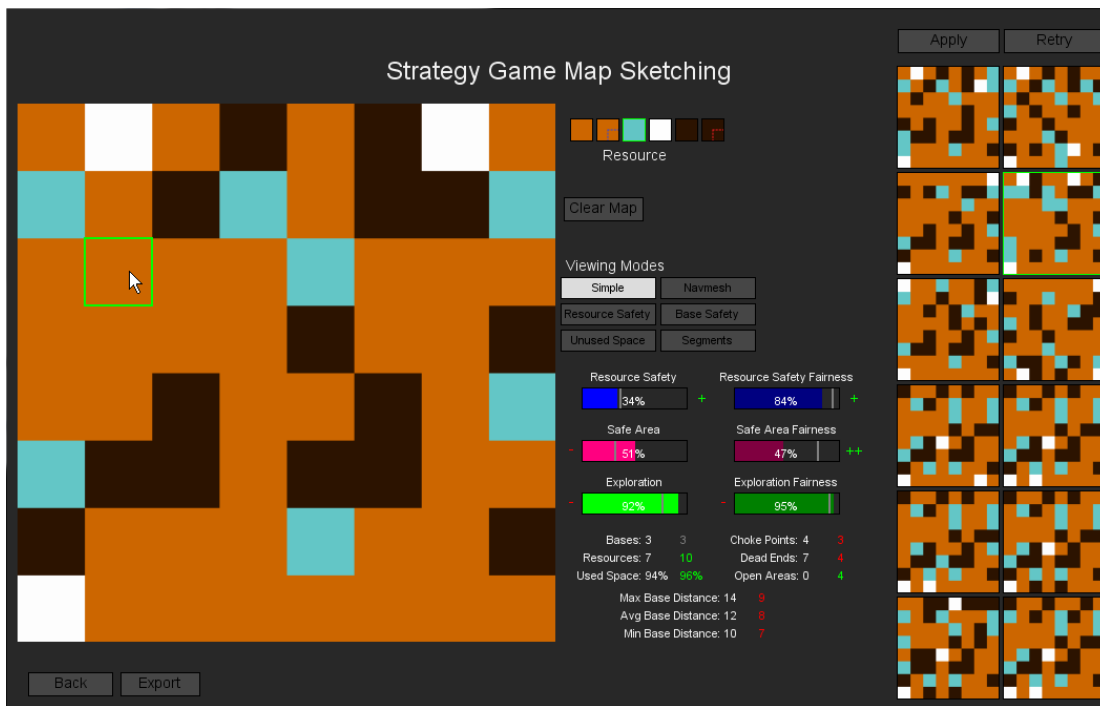 Apply Retry
Strategy Game Map Sketching
Resource
Clear Map
Viewing Modes
Simple Navmesh
Resource Safety Base Safety
Unused Space Segments
Resource Safety Resource Safety Fairness
34% + 84% +
Safe Area Safe Area Fairness
- 51% 47% ++
Exploration Exploration Fairness
- 92% - 95%
Bases: 3 3 Choke Points: 4 3
Resources: 7 10 Dead Ends: 7 4
Used Space: 94% 96% Open Areas: 0 4
Max Base Distance: 14 9
Avg Base Distance: 12 8
Min Base Distance: 10 7
Back Export